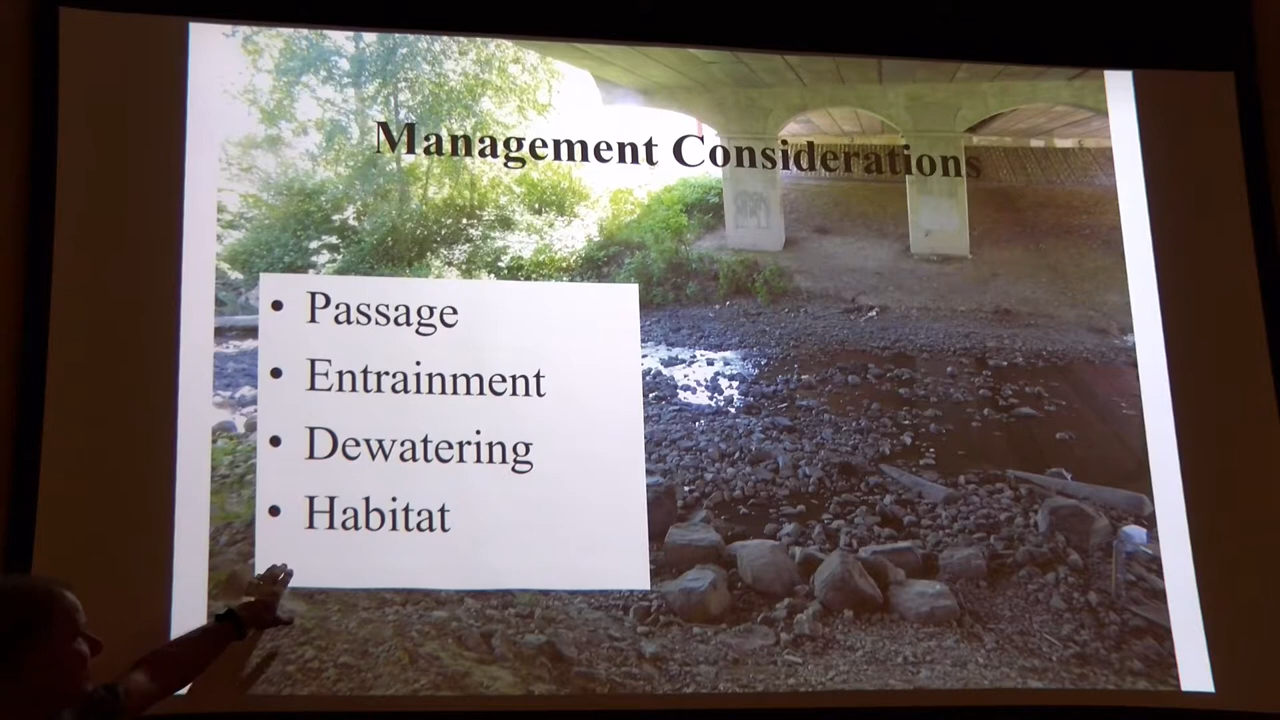 Management Considerations
• Passage
• Entrainment
• Dewatering
• Habitat